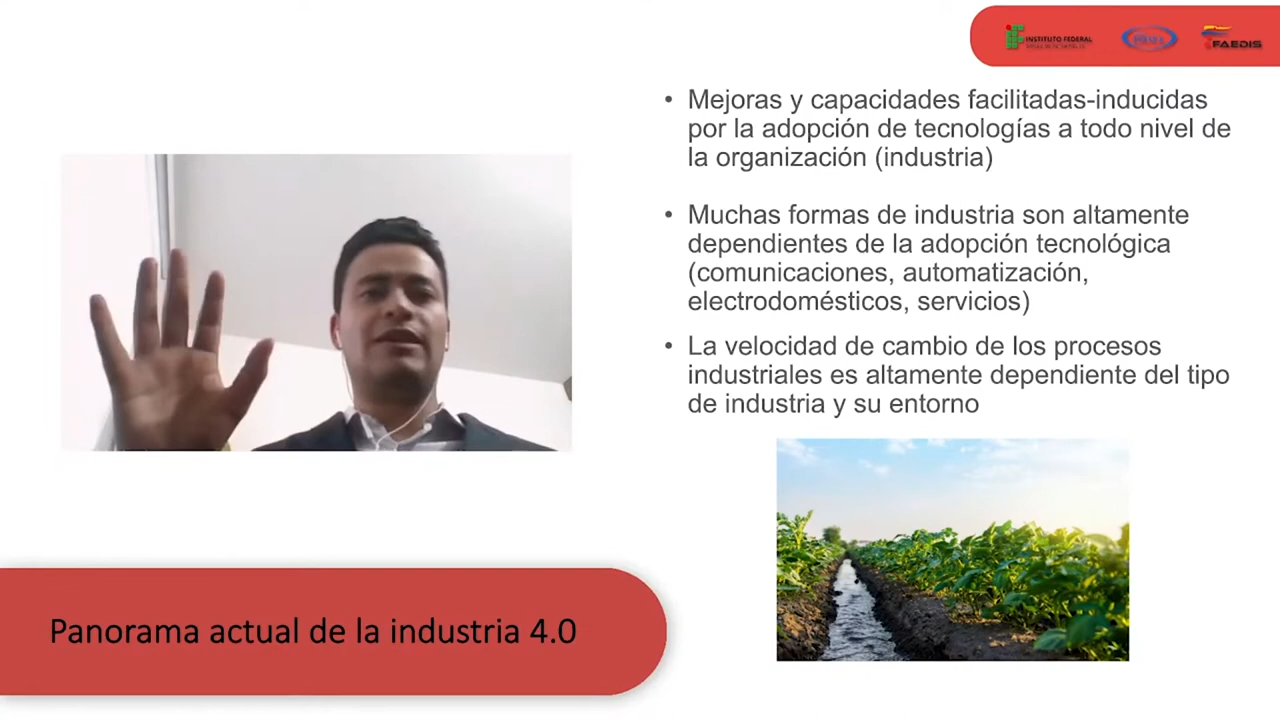 INSTITUTO FEDERAL
FAEDIS
• Mejoras y capacidades facilitadas-inducidas
por la adopción de tecnologías a todo nivel de
la organización (industria)
• Muchas formas de industria son altamente
dependientes de la adopción tecnológica
(comunicaciones, automatización,
electrodomésticos, servicios)
• La velocidad de cambio de los procesos
industriales es altamente dependiente del tipo
de industria y su entorno
Panorama actual de la industria 4.0